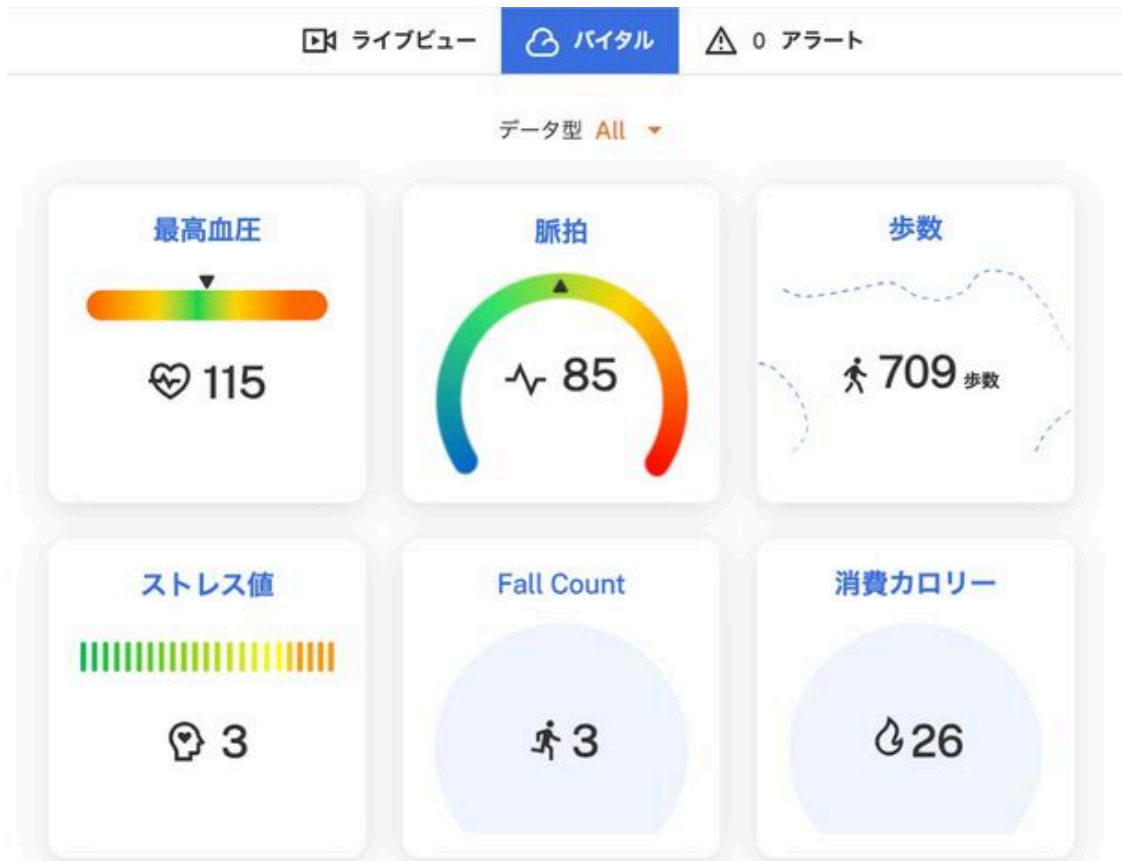 ライブビュー バイタル 0 アラート
データ型 All
最高血圧 脈拍 歩数
115 85 709 歩数
ストレス値 Fall Count 消費カロリー
3 3 26